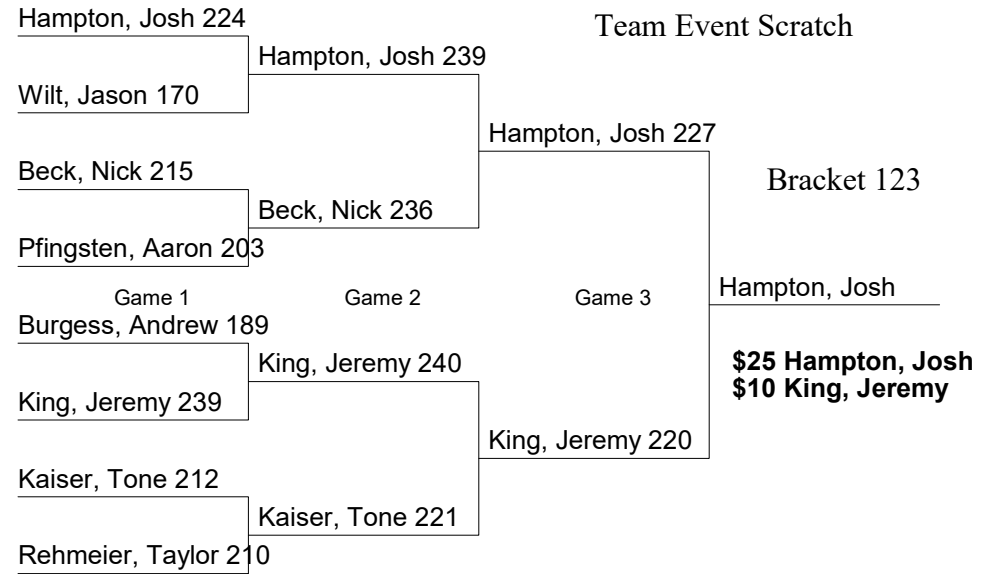 Hampton, Josh 224
Team Event Scratch
Hampton, Josh 239
Wilt, Jason 170
Hampton, Josh 227
Beck, Nick 215
Bracket 123
Beck, Nick 236
Pfingsten, Aaron 203
Game 1
Game 2
Game 3
Hampton, Josh
Burgess, Andrew 189
King, Jeremy 240
$25 Hampton, Josh
$10 King, Jeremy
King, Jeremy 239
King, Jeremy 220
Kaiser, Tone 212
Kaiser, Tone 221
Rehmeier, Taylor 210